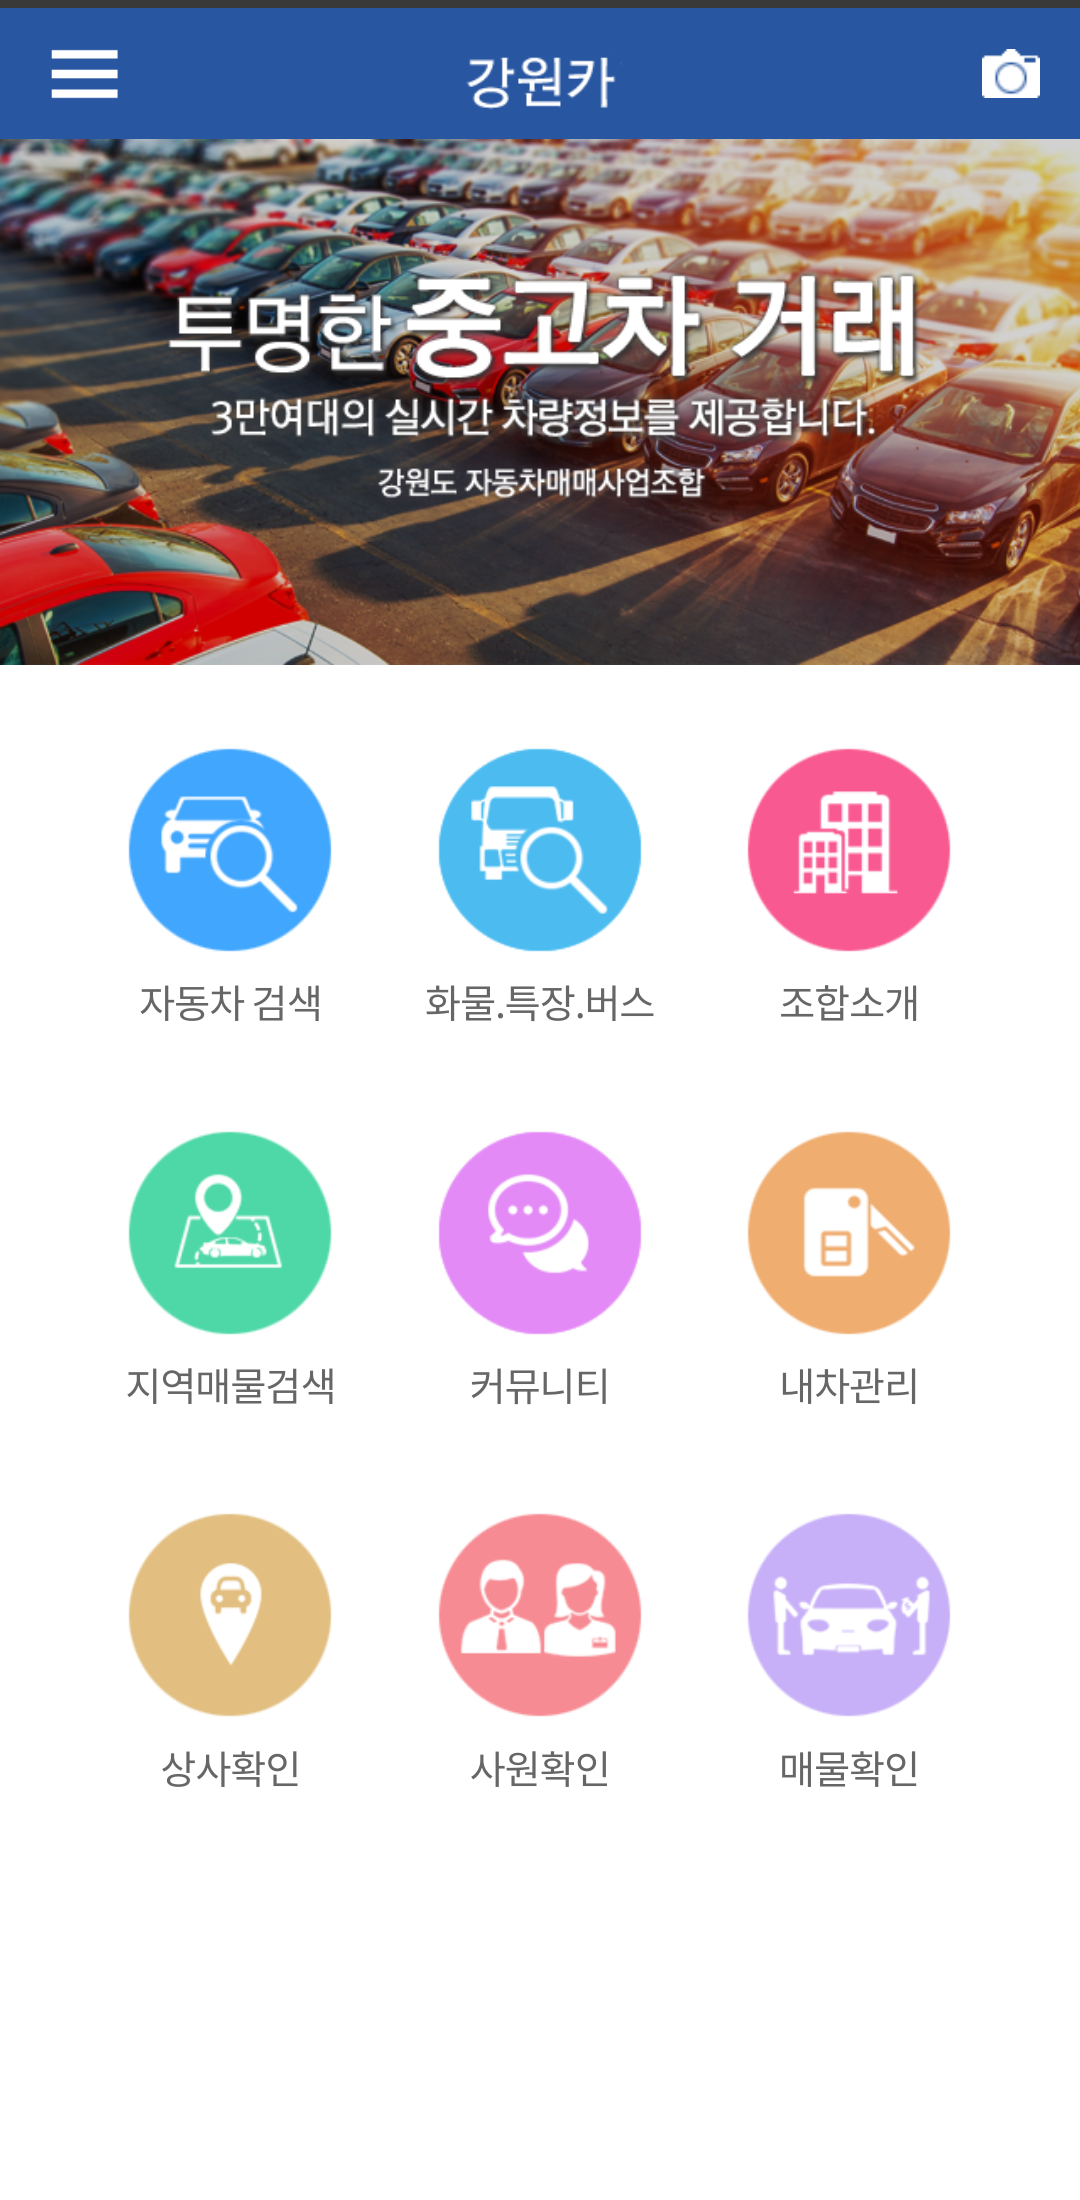 강원카
투명한 중고차 거래
3만여대의 실시간 차량정보를 제공합니다.
강원도 자동차매매사업조합
자동차 검색
화물.특장.버스
조합소개
지역매물검색
커뮤니티
내차관리
상사확인
사원확인
매물확인